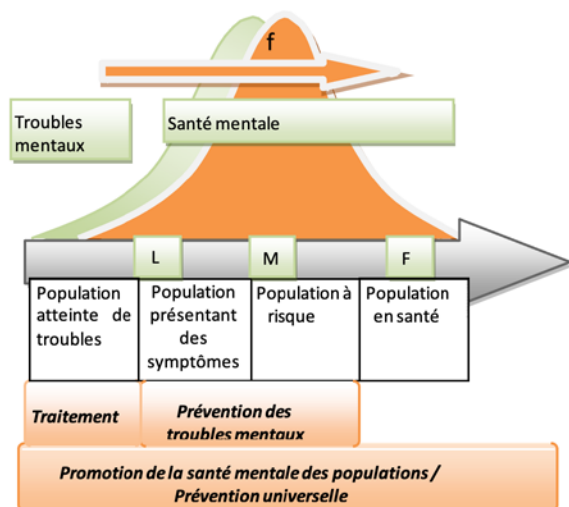 f
Troubles
mentaux
Santé mentale
L
M
F
Population
atteinte de
troubles
Population
présentant
des
symptômes
Population à
risque
Population
en santé
Traitement
Prévention des
troubles mentaux
Promotion de la santé mentale des populations /
Prévention universelle